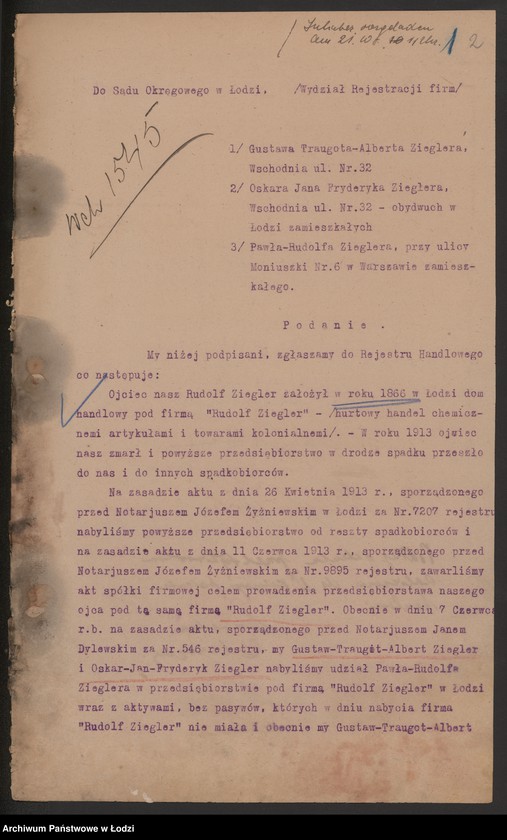 Inhaber vorgeladen
am 21. 10 Uhr.
2
Do Sądu Okręgowego w Łodzi, /Wydział Rejestracji firm/
Wch 1545
1/ Gustawa Traugota-Alberta Zieglera,
Wschodnia ul. Nr.32
2/ Oskara Jana Fryderyka Zieglera,
Wschodnia ul. Nr.32 - obydwuch w
Łodzi zamieszkałych
3/ Pawła-Rudolfa Zieglera, przy ulicy
Moniuszki Nr.6 w Warszawie zamiesz-
kałego.
Podanie.
My niżej podpisani, zgłaszamy do Rejestru Handlowego
co następuje:
Ojciec nasz Rudolf Ziegler założył w roku 1866 w Łodzi dom
handlowy pod firmą "Rudolf Ziegler" - /hurtowy handel chemicz-
nemi artykułami i towarami kolonialnemi/. - W roku 1913 ojciec
nasz zmarł i powyższe przedsiębiorstwo w drodze spadku przeszło
do nas i do innych spadkobierców.
Na zasadzie aktu z dnia 26 Kwietnia 1913 r., sporządzonego
przed Notarjuszem Józefem Żyźniewskim w Łodzi za Nr.7207 rejestru
nabyliśmy powyższe przedsiębiorstwo od reszty spadkobierców i
na zasadzie aktu z dnia 11 Czerwca 1913 r., sporządzonego przed
Notarjuszem Józefem Żyźniewskim za Nr.9895 rejestru, zawarliśmy
akt spółki firmowej celem prowadzenia przedsiębiorstwa naszego
ojca pod tą samą firmą "Rudolf Ziegler". Obecnie w dniu 7 Czerwca
r.b. na zasadzie aktu, sporządzonego przed Notarjuszem Janem
Dylewskim za Nr.546 rejestru, my Gustaw-Traugot-Albert Ziegler
i Oskar-Jan-Fryderyk Ziegler nabyliśmy udział Pawła-Rudolfa
Zieglera w przedsiębiorstwie pod firmą "Rudolf Ziegler" w Łodzi
wraz z aktywami, bez pasywów, których w dniu nabycia firma
"Rudolf Ziegler" nie miała i obecnie my Gustaw-Traugot-Albert
Archiwum Państwowe w Łodzi